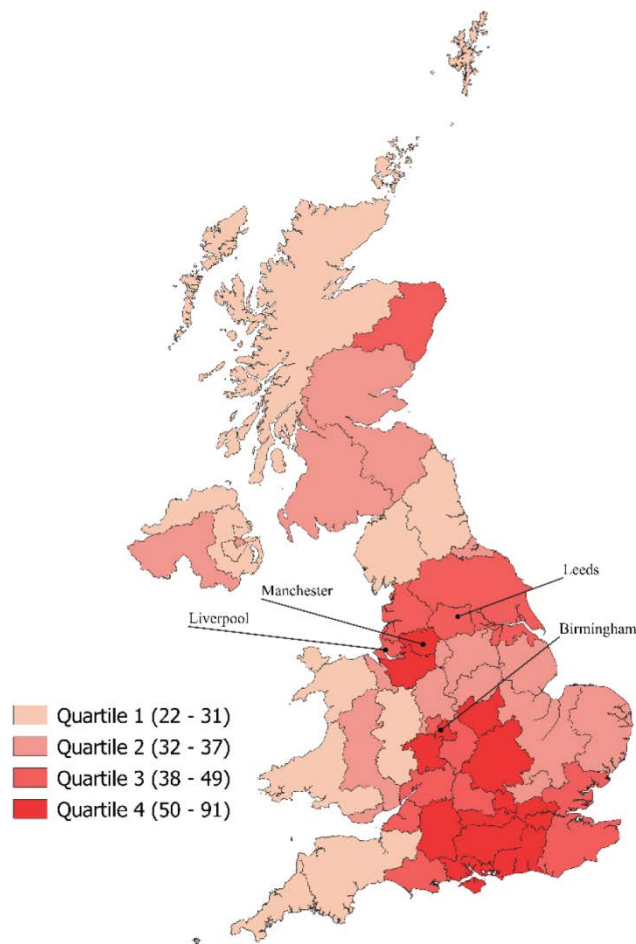 Leeds
Manchester
Liverpool
Birmingham
Quartile 1 (22 - 31)
Quartile 2 (32 - 37)
Quartile 3 (38 - 49)
Quartile 4 (50 - 91)